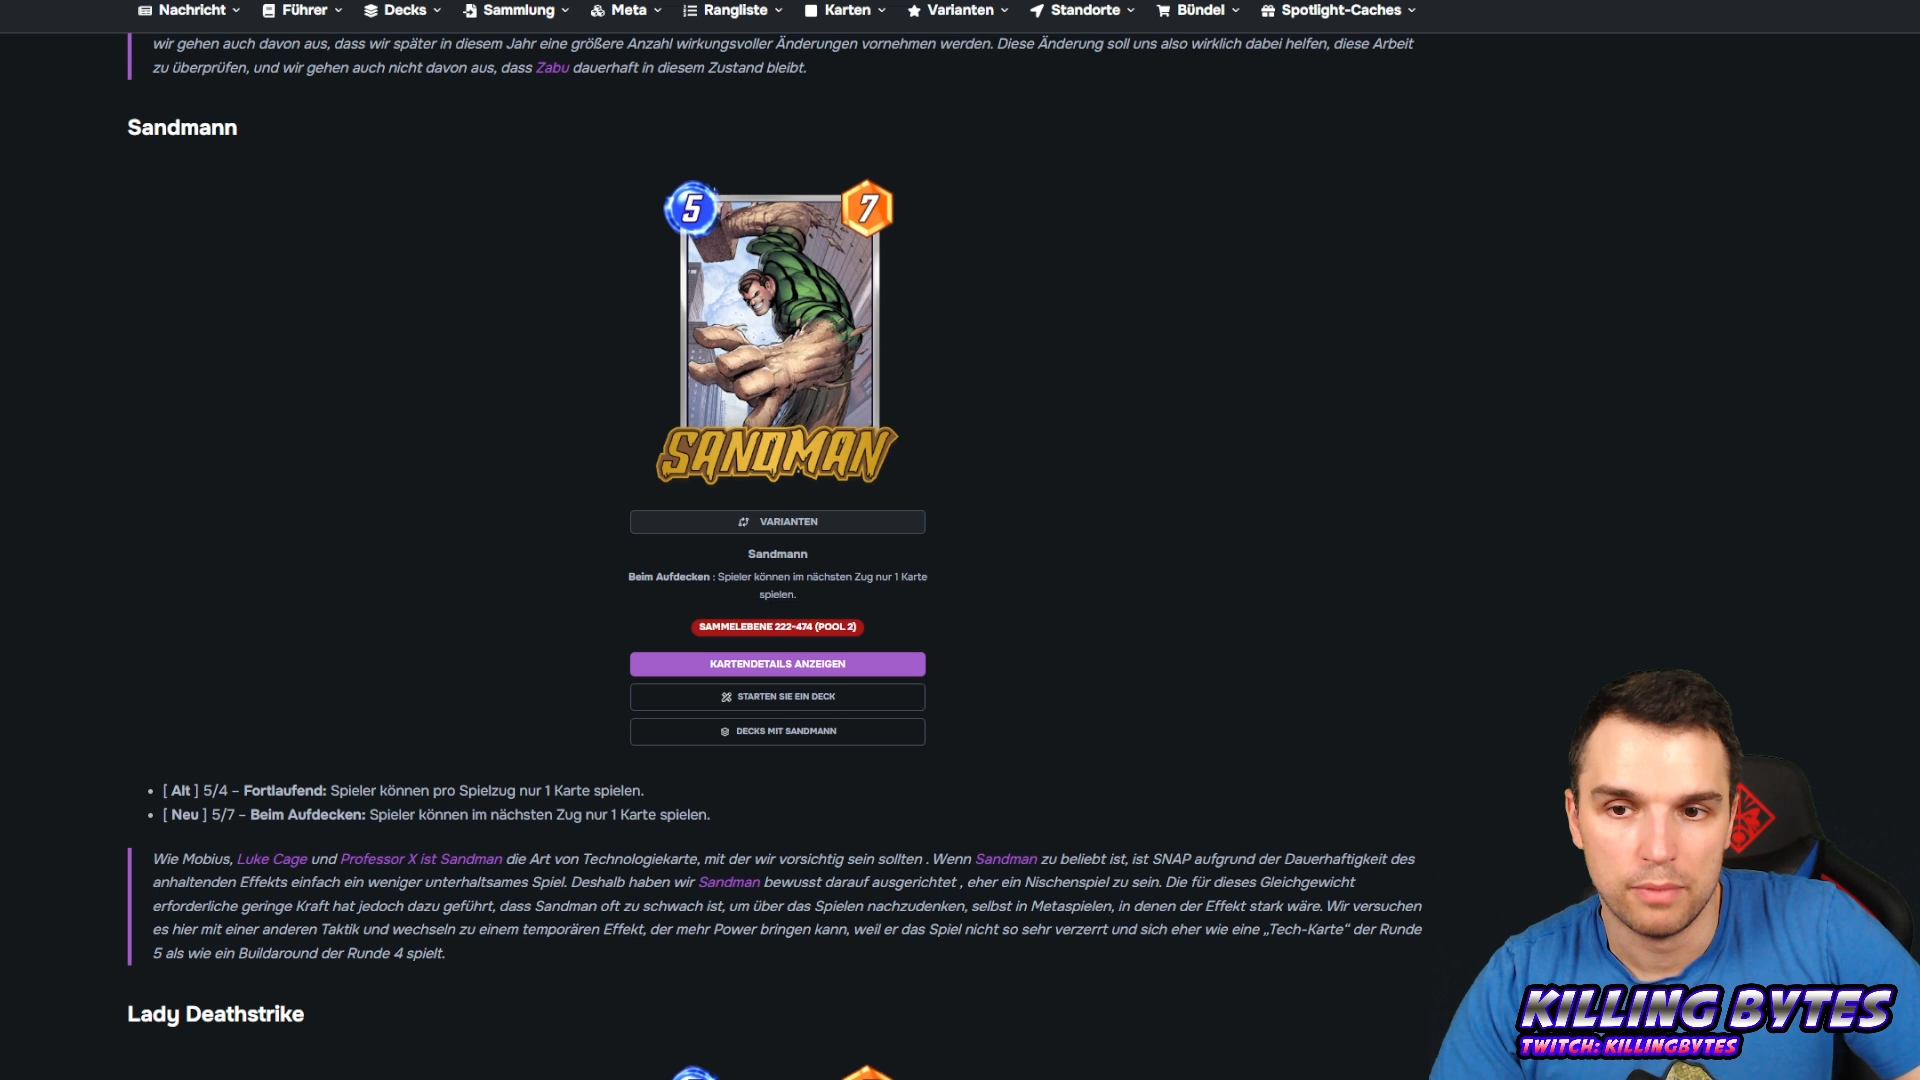 Nachricht Führer Decks Sammlung Meta Rangliste Karten Varianten Standorte Bündel Spotlight-Caches
wir gehen auch davon aus, dass wir später in diesem Jahr eine größere Anzahl wirkungsvoller Änderungen vornehmen werden. Diese Änderung soll uns also wirklich dabei helfen, diese Arbeit
zu überprüfen, und wir gehen auch nicht davon aus, dass Zabu dauerhaft in diesem Zustand bleibt.
Sandmann
5 7
SANDMAN
VARIANTEN
Sandmann
Beim Aufdecken : Spieler können im nächsten Zug nur 1 Karte
spielen.
SAMMELEBENE 222-474 (POOL 2)
KARTENDETAILS ANZEIGEN
STARTEN SIE EIN DECK
DECKS MIT SANDMANN
[ Alt ] 5/4 – Fortlaufend: Spieler können pro Spielzug nur 1 Karte spielen.
[ Neu ] 5/7 – Beim Aufdecken: Spieler können im nächsten Zug nur 1 Karte spielen.
Wie Mobius, Luke Cage und Professor X ist Sandman die Art von Technologiekarte, mit der wir vorsichtig sein sollten . Wenn Sandman zu beliebt ist, ist SNAP aufgrund der Dauerhaftigkeit des
anhaltenden Effekts einfach ein weniger unterhaltsames Spiel. Deshalb haben wir Sandman bewusst darauf ausgerichtet , eher ein Nischenspiel zu sein. Die für dieses Gleichgewicht
erforderliche geringe Kraft hat jedoch dazu geführt, dass Sandman oft zu schwach ist, um über das Spielen nachzudenken, selbst in Metaspielen, in denen der Effekt stark wäre. Wir versuchen
es hier mit einer anderen Taktik und wechseln zu einem temporären Effekt, der mehr Power bringen kann, weil er das Spiel nicht so sehr verzerrt und sich eher wie eine „Tech-Karte“ der Runde
5 als wie ein Buildaround der Runde 4 spielt.
Lady Deathstrike
KILLING BYTES
TWITCH: KILLINGBYTES